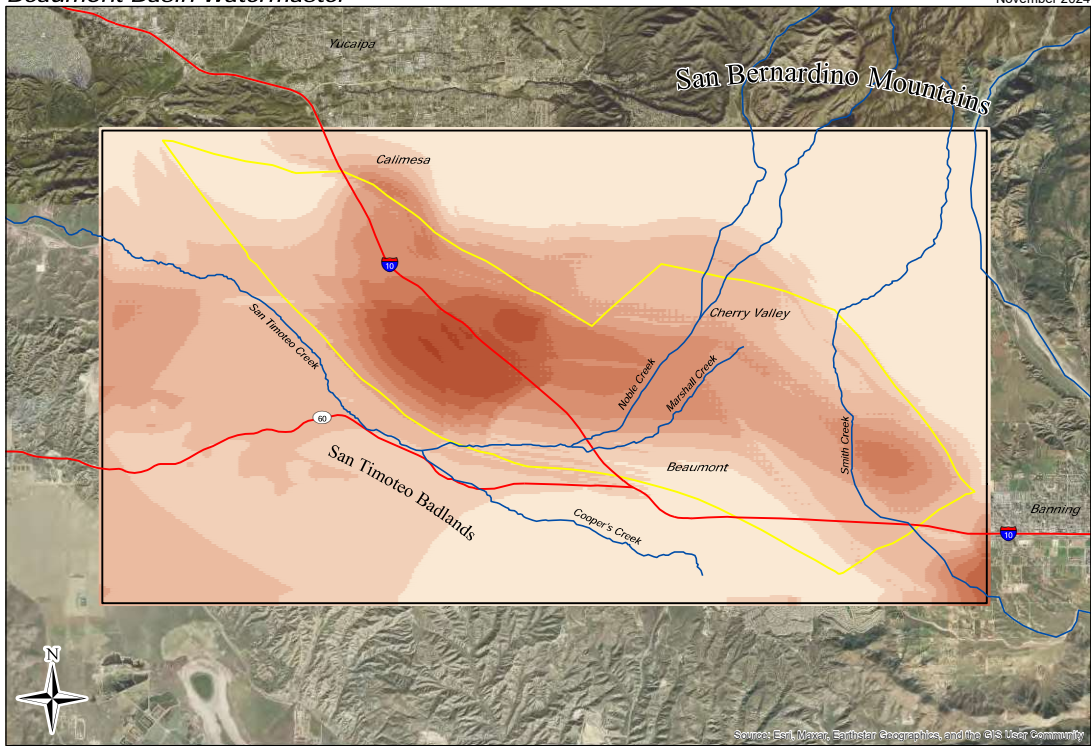 Beaumont Basin Watermaster
November 2024
Yucaipa
San Bernardino Mountains
Calimesa
10
Cherry Valley
San Timoteo Creek
Noble Creek
Marshall Creek
60
San Timoteo Badlands
Beaumont
Smith Creek
Cooper's Creek
Banning
10
N
Source: Esri, Maxar, Earthstar Geographics, and the GIS User Community